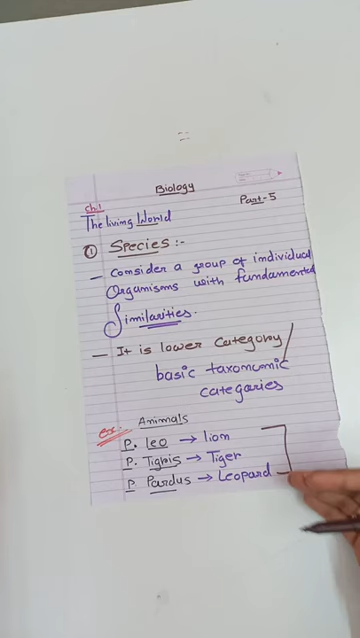 Biology
Part-5
Ch:1
The living World
① Species :-
— Consider a group of individual
Organisms with fundamental
Similarities.
— It is lower Category/
basic taxonomic
categories
ex:- Animals
P. Leo → lion
P. Tigris → Tiger
P Pardus → Leopard